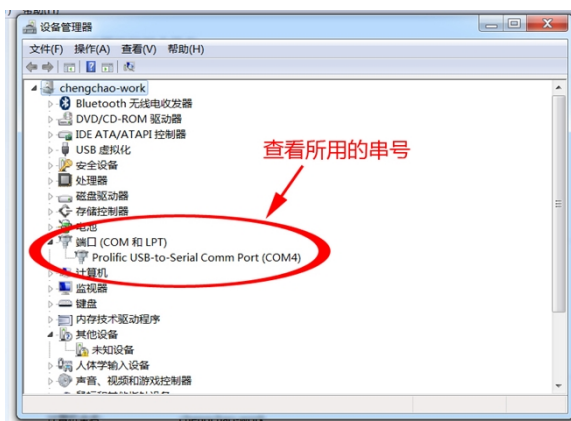 帮助(H)
设备管理器
文件(F) 操作(A) 查看(V) 帮助(H)
chengchao-work
Bluetooth 无线电收发器
DVD/CD-ROM 驱动器
IDE ATA/ATAPI 控制器
USB 虚拟化
查看所用的串号
安全设备
处理器
磁盘驱动器
存储控制器
电池
端口 (COM 和 LPT)
Prolific USB-to-Serial Comm Port (COM4)
计算机
监视器
键盘
内存技术驱动程序
其他设备
未知设备
人体学输入设备
声音、视频和游戏控制器